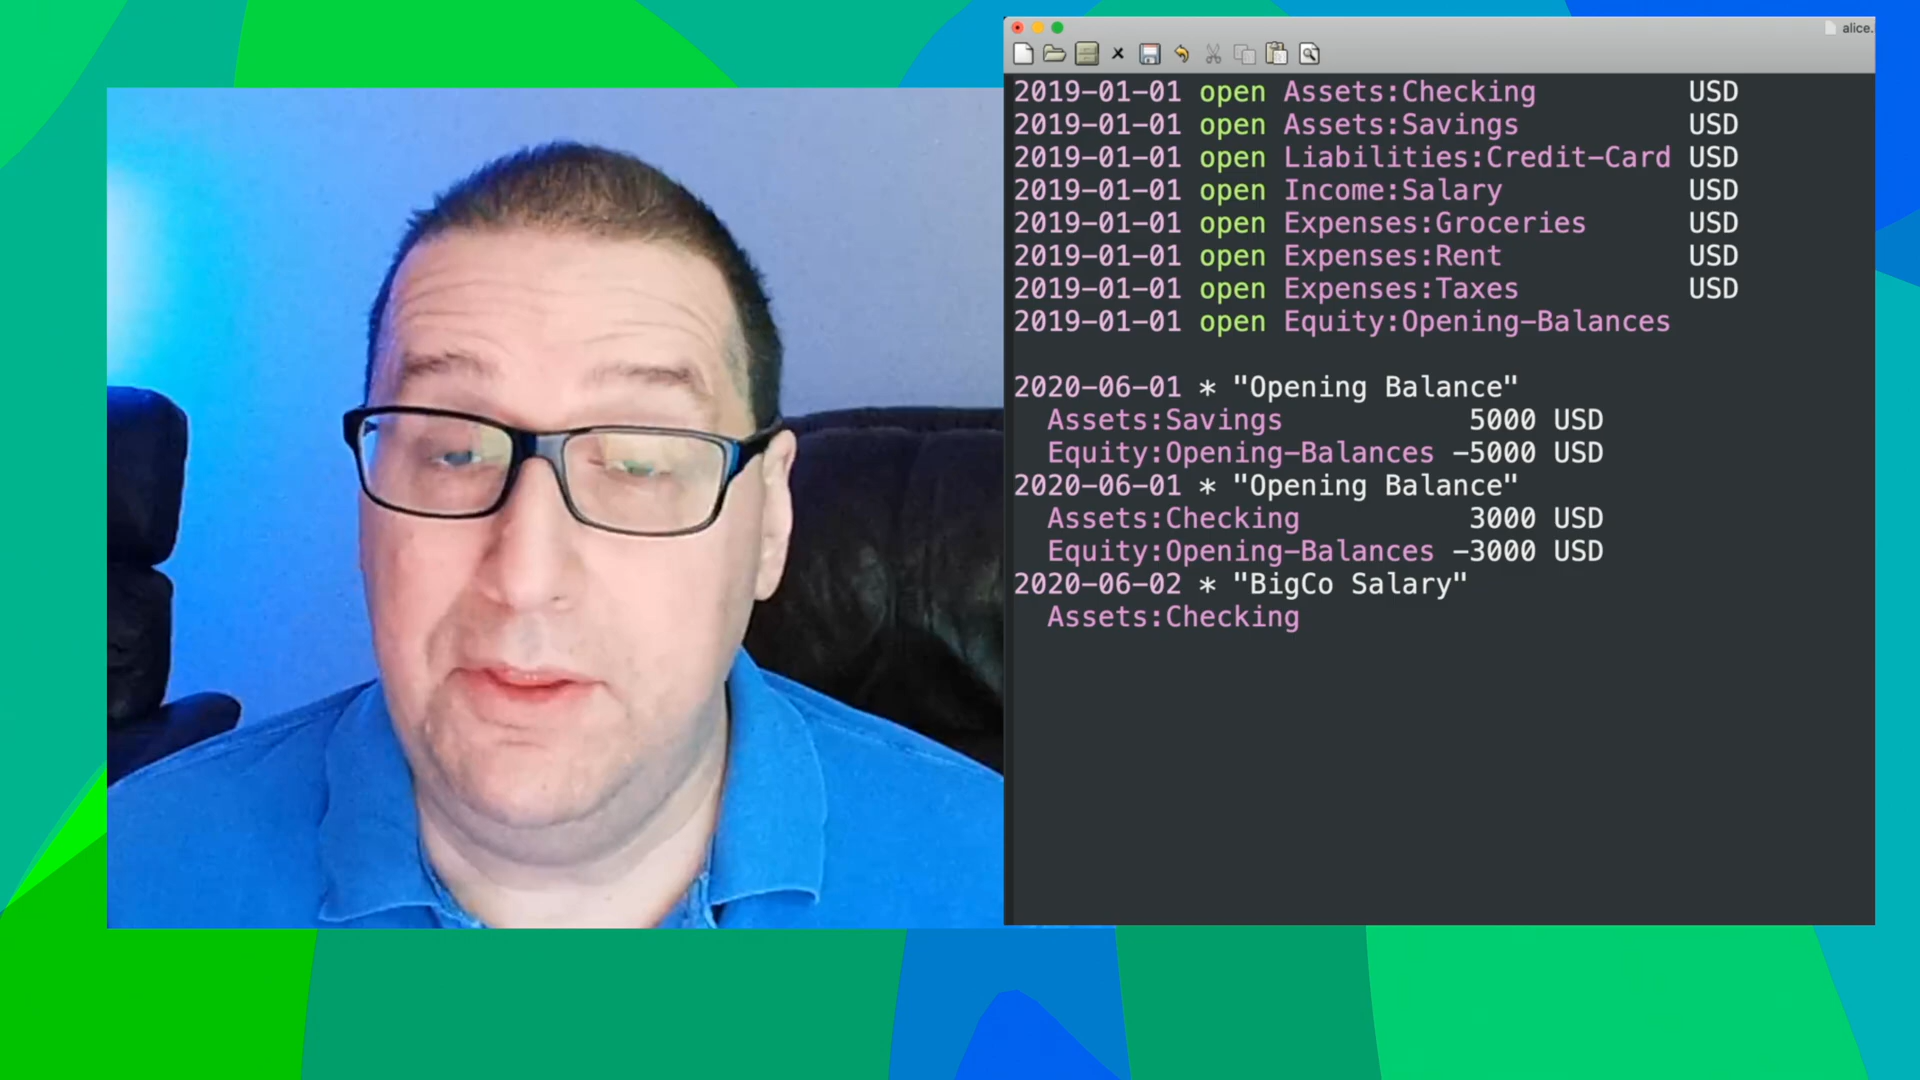 alice.
2019-01-01 open Assets:Checking USD
2019-01-01 open Assets:Savings USD
2019-01-01 open Liabilities:Credit-Card USD
2019-01-01 open Income:Salary USD
2019-01-01 open Expenses:Groceries USD
2019-01-01 open Expenses:Rent USD
2019-01-01 open Expenses:Taxes USD
2019-01-01 open Equity:Opening-Balances
2020-06-01 * "Opening Balance"
Assets:Savings 5000 USD
Equity:Opening-Balances -5000 USD
2020-06-01 * "Opening Balance"
Assets:Checking 3000 USD
Equity:Opening-Balances -3000 USD
2020-06-02 * "BigCo Salary"
Assets:Checking